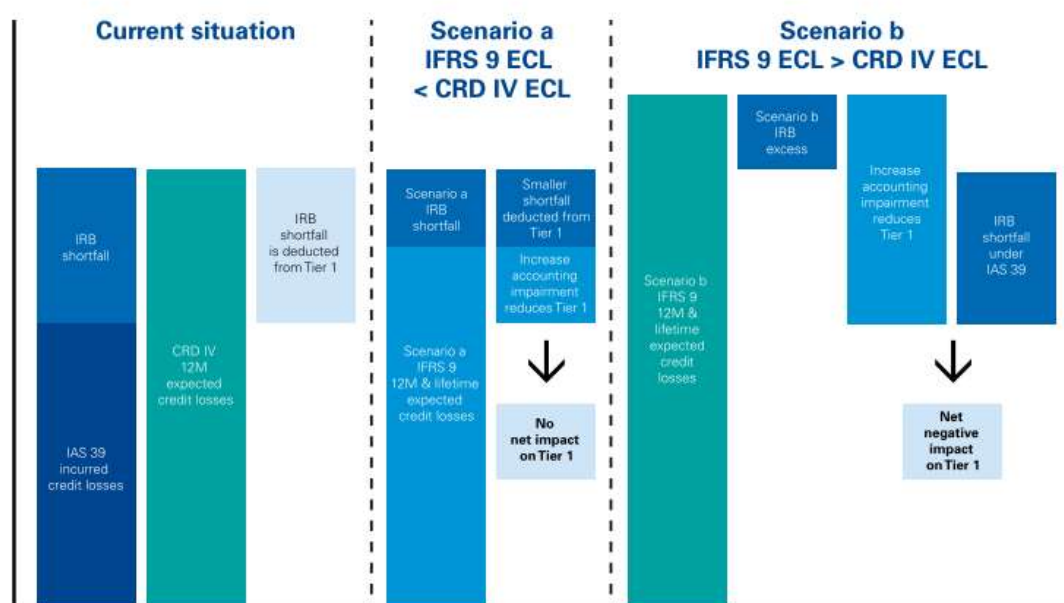 Current situation
IRB
shortfall
IAS 39
incurred
credit losses
CRD IV
12M
expected
credit losses
IRB
shortfall
is deducted
from Tier 1
Scenario a
IFRS 9 ECL
< CRD IV ECL
Scenario a
IRB
shortfall
Scenario a
IFRS 9
12M & lifetime
expected
credit losses
Smaller
shortfall
deducted from
Tier 1
Increase
accounting
impairment
reduces Tier 1
No
net impact
on Tier 1
Scenario b
IFRS 9 ECL > CRD IV ECL
Scenario b
IFRS 9
12M &
lifetime
expected
credit
losses
Scenario b
IRB
excess
Increase
accounting
impairment
reduces
Tier 1
IRB
shortfall
under
IAS 39
Net
negative
impact
on Tier 1